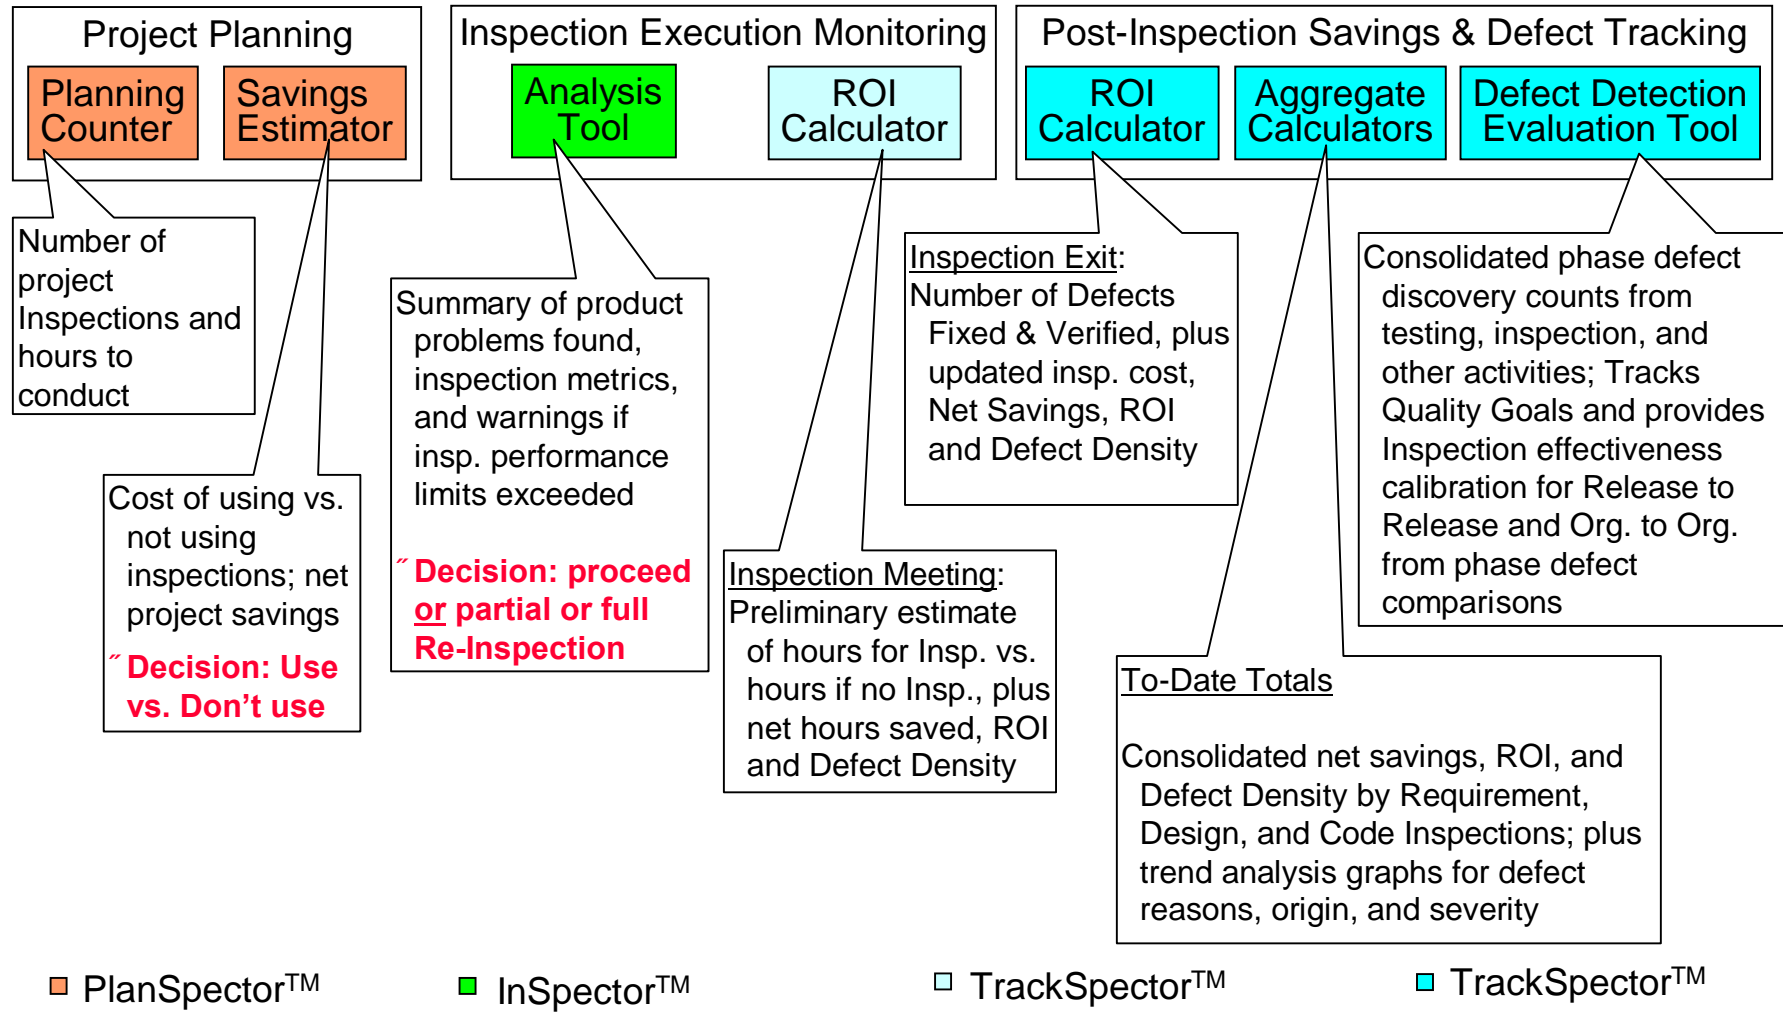 Project Planning
Planning
Counter
Savings
Estimator
Inspection Execution Monitoring
Analysis
Tool
ROI
Calculator
Post-Inspection Savings & Defect Tracking
ROI
Calculator
Aggregate
Calculators
Defect Detection
Evaluation Tool
Number of
project
Inspections and
hours to
conduct
Cost of using vs.
not using
inspections; net
project savings
˝ Decision: Use
vs. Don’t use
Summary of product
problems found,
inspection metrics,
and warnings if
insp. performance
limits exceeded
˝ Decision: proceed
or partial or full
Re-Inspection
Inspection Meeting:
Preliminary estimate
of hours for Insp. vs.
hours if no Insp., plus
net hours saved, ROI
and Defect Density
Inspection Exit:
Number of Defects
Fixed & Verified, plus
updated insp. cost,
Net Savings, ROI
and Defect Density
To-Date Totals
Consolidated net savings, ROI, and
Defect Density by Requirement,
Design, and Code Inspections; plus
trend analysis graphs for defect
reasons, origin, and severity
Consolidated phase defect
discovery counts from
testing, inspection, and
other activities; Tracks
Quality Goals and provides
Inspection effectiveness
calibration for Release to
Release and Org. to Org.
from phase defect
comparisons
PlanSpector™
InSpector™
TrackSpector™
TrackSpector™